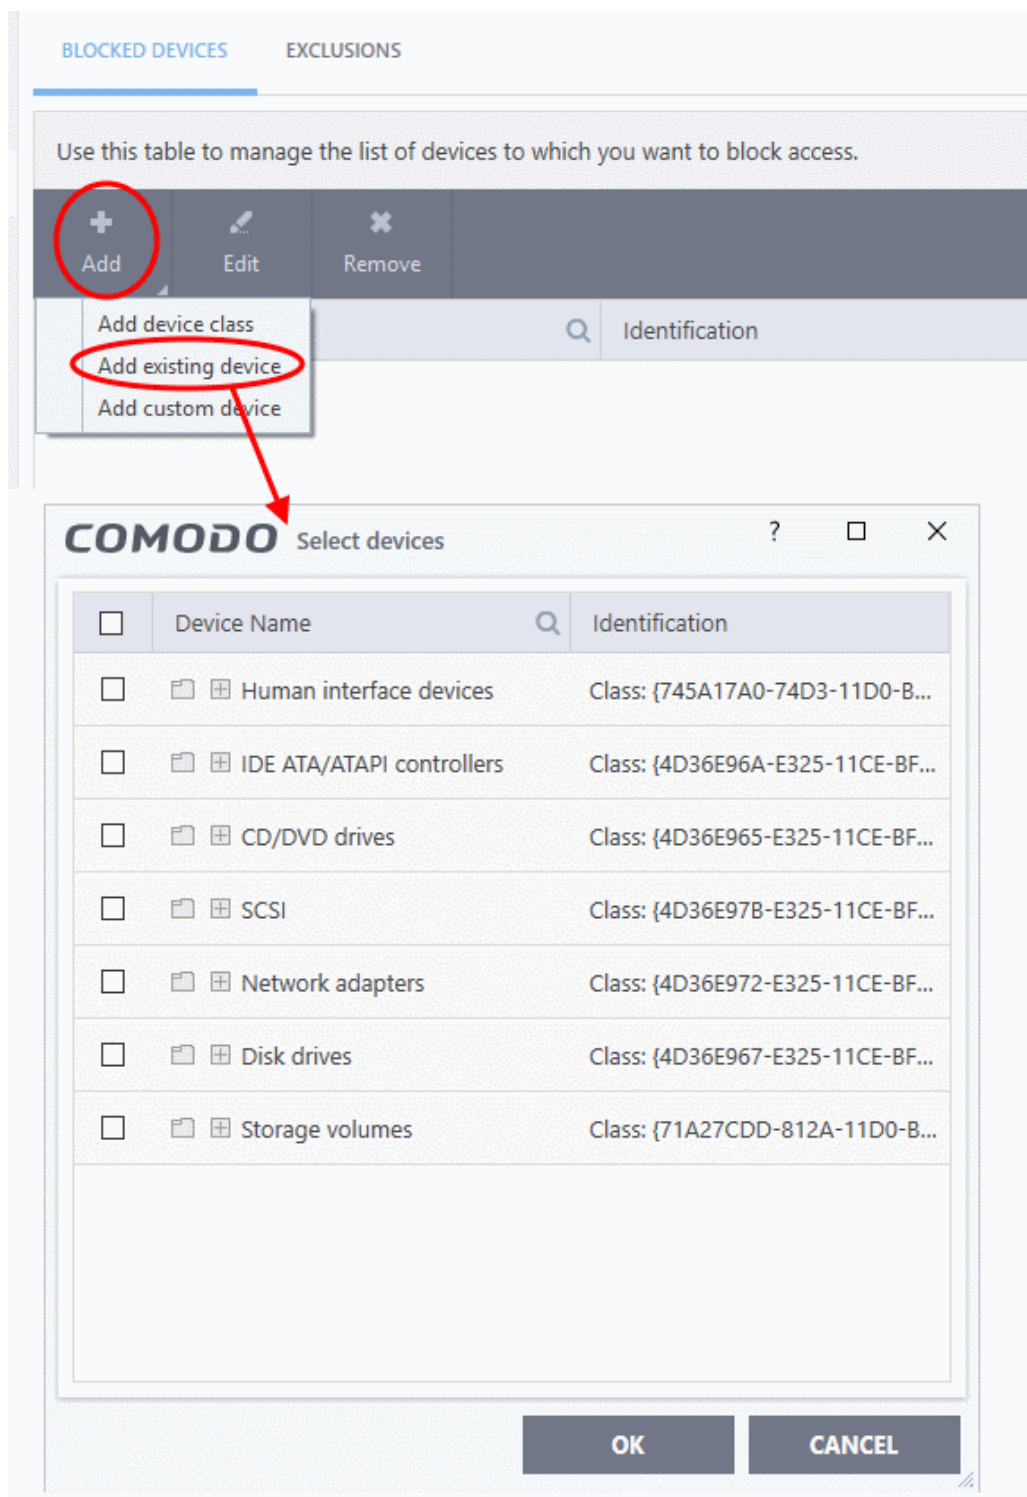 BLOCKED DEVICES EXCLUSIONS
Use this table to manage the list of devices to which you want to block access.
Add Edit Remove
Add device class
Identification
Add existing device
Add custom device
COMODO Select devices ?
Device Name Identification
Human interface devices Class: {745A17A0-74D3-11D0-B...
IDE ATA/ATAPI controllers Class: {4D36E96A-E325-11CE-BF...
CD/DVD drives Class: {4D36E965-E325-11CE-BF...
SCSI Class: {4D36E97B-E325-11CE-BF...
Network adapters Class: {4D36E972-E325-11CE-BF...
Disk drives Class: {4D36E967-E325-11CE-BF...
Storage volumes Class: {71A27CDD-812A-11D0-B...
OK CANCEL